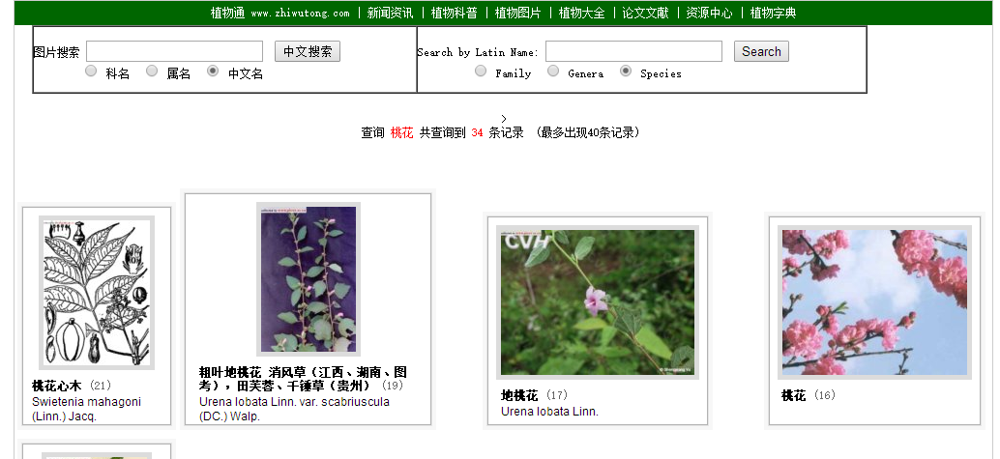 植物通 www.zhiwutong.com | 新闻资讯 | 植物科普 | 植物图片 | 植物大全 | 论文文献 | 资源中心 | 植物字典
图片搜索 中文搜索
科名 属名 中文名
Search by Latin Name: Search
Family Genera Species
>
查询 桃花 共查询到 34 条记录 (最多出现40条记录)
桃花心木 (21)
Swietenia mahagoni
(Linn.) Jacq.
粗叶地桃花 消风草(江西、湖南、图
考),田芙蓉、千锤草(贵州) (19)
Urena lobata Linn. var. scabriuscula
(DC.) Walp.
CVH
地桃花 (17)
Urena lobata Linn.
桃花 (16)